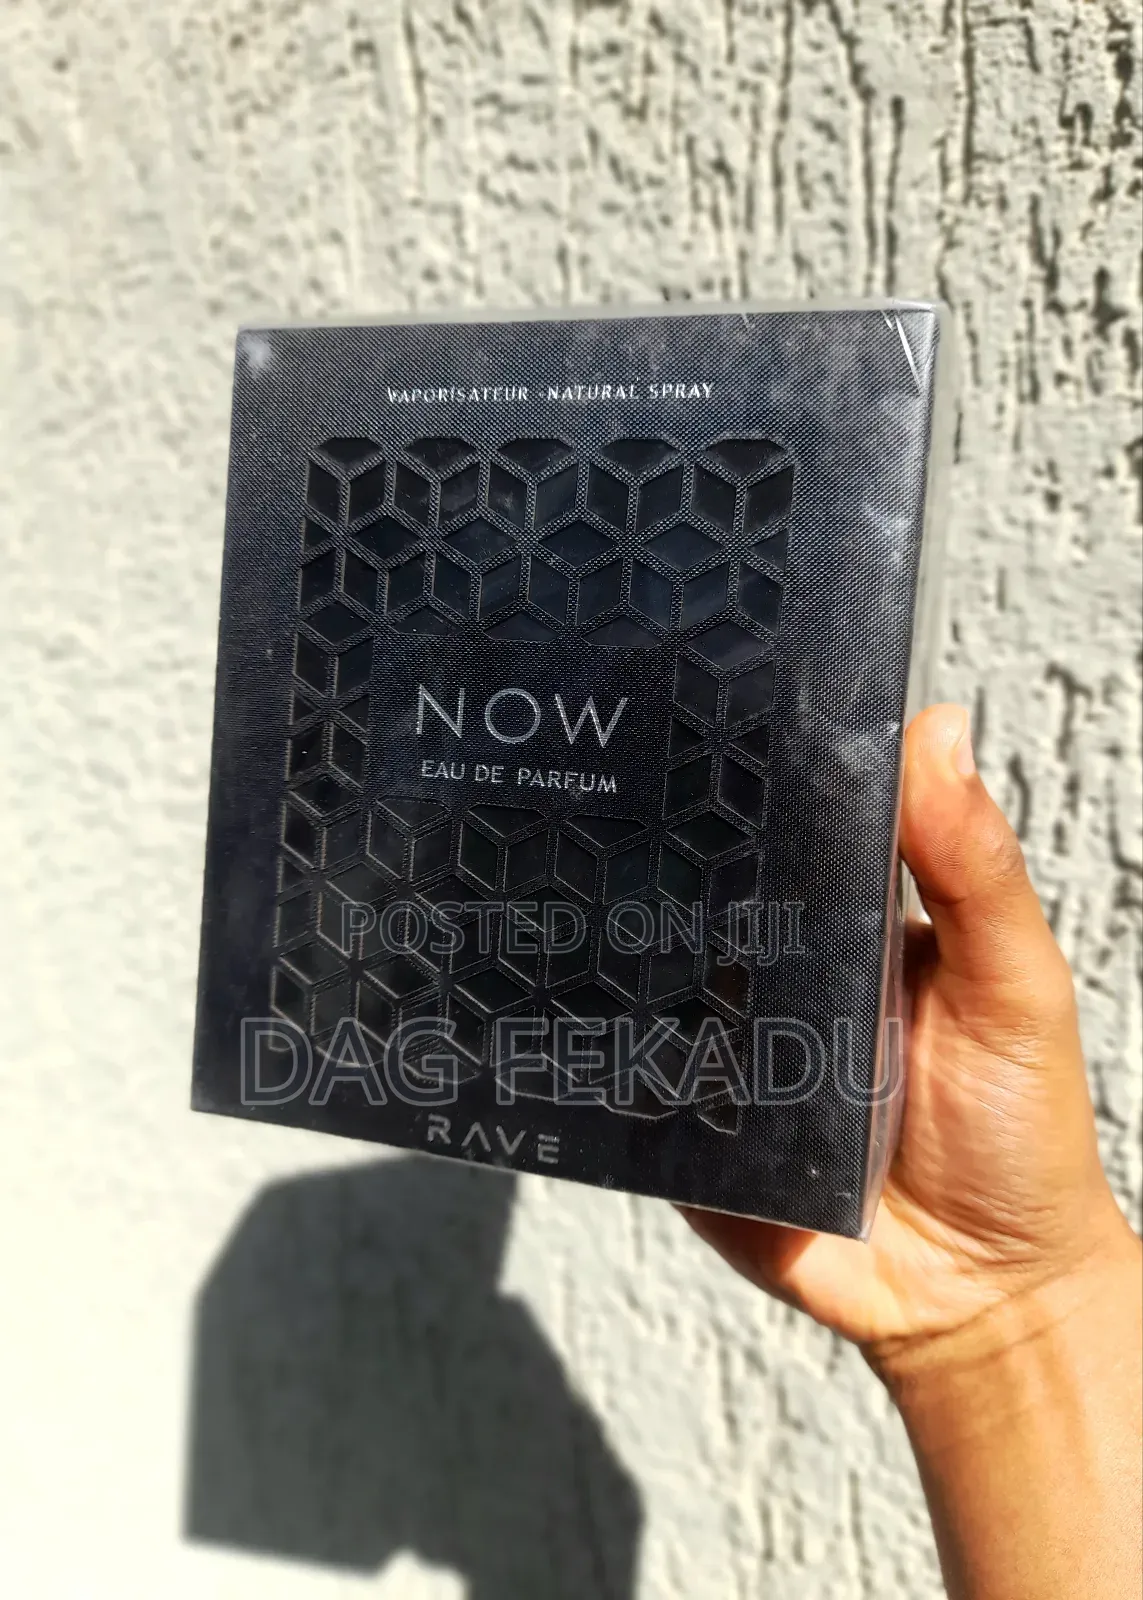 VAPORISATEUR - NATURAL SPRAY
NOW
EAU DE PARFUM
POSTED ON JIJI
DAG FEKADU
RAVE